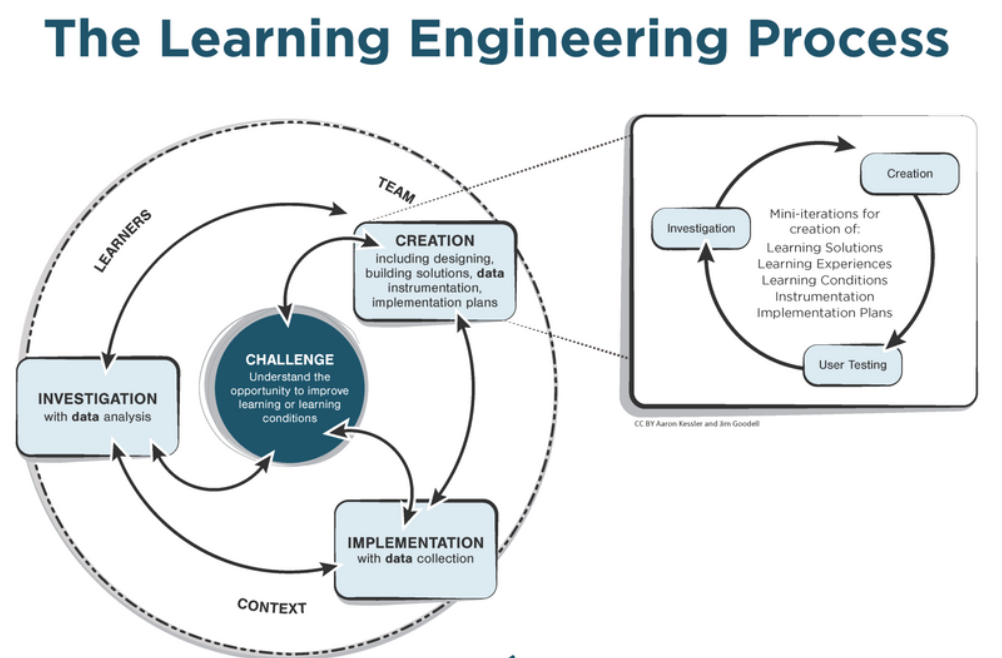 The Learning Engineering Process
LEARNERS
TEAM
CREATION
including designing,
building solutions, data
instrumentation,
implementation plans
CHALLENGE
Understand the
opportunity to improve
learning or learning
conditions
INVESTIGATION
with data analysis
IMPLEMENTATION
with data collection
CONTEXT
Creation
Investigation
Mini-iterations for
creation of:
Learning Solutions
Learning Experiences
Learning Conditions
Instrumentation
Implementation Plans
User Testing
CC BY Aaron Kessler and Jim Goodell